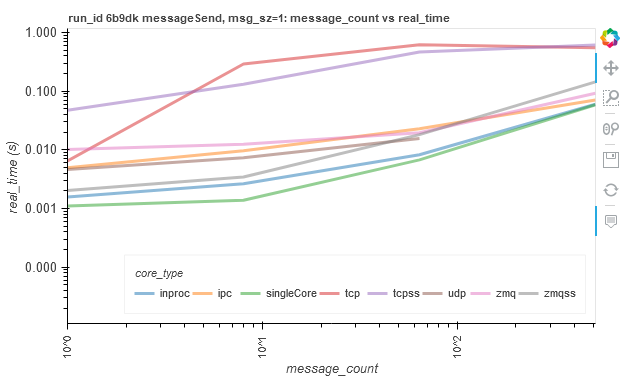 run_id 6b9dk messageSend, msg_sz=1: message_count vs real_time
1.000
0.100
0.010
0.001
0.000
real_time (s)
core_type
inproc ipc singleCore tcp tcpss udp zmq zmqss
10^0 10^1 10^2
message_count